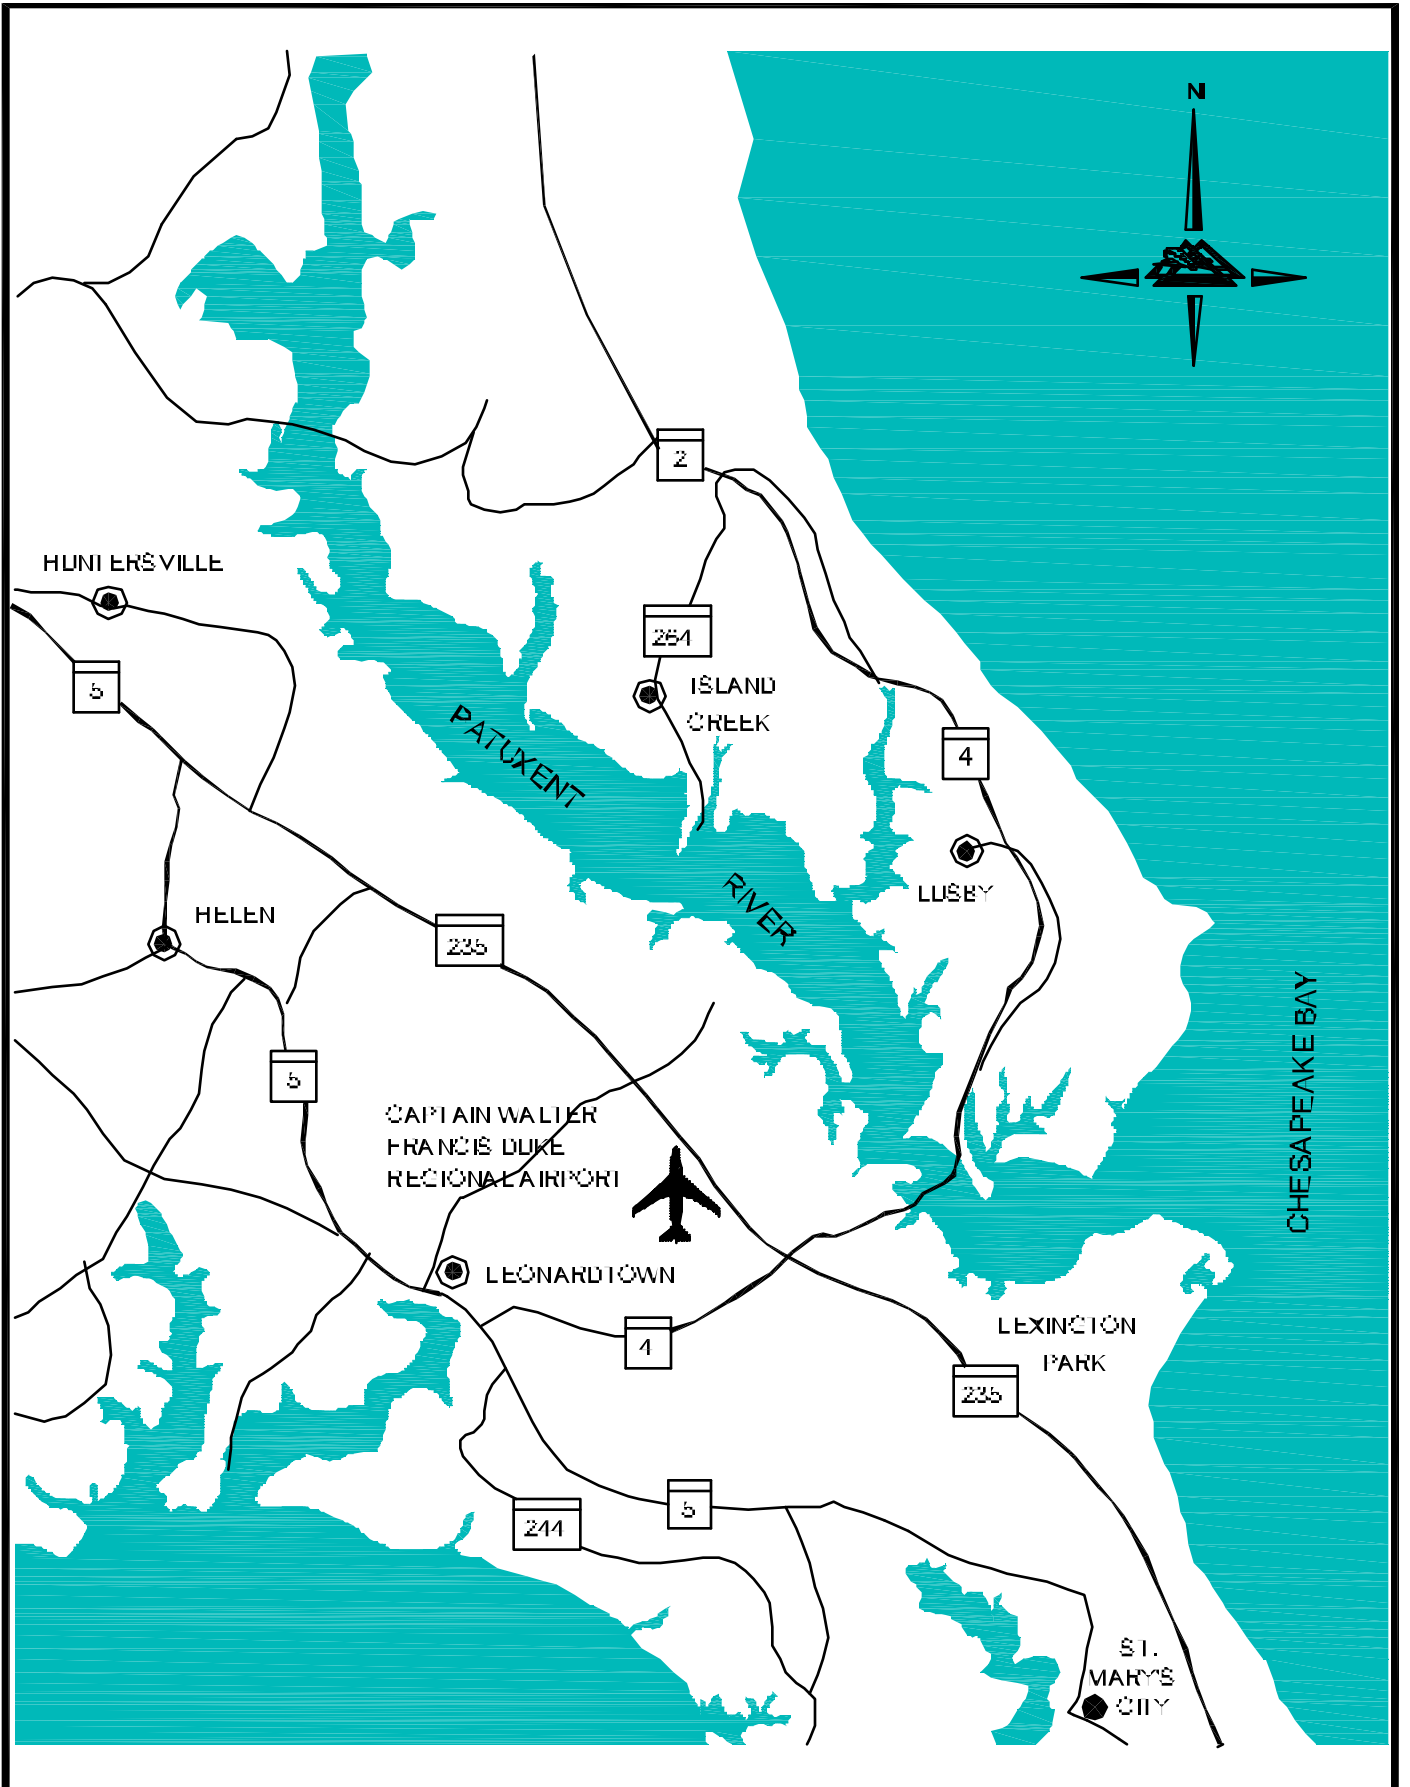 N
2
HUNTERSVILLE
264
5
ISLAND
CREEK
PATUXENT
4
RIVER
LUSBY
HELEN
235
CHESAPEAKE BAY
5
CAPTAIN WALTER
FRANCIS DUKE
REGIONAL AIRPORT
LEONARDTOWN
LEXINGTON
PARK
4
235
5
244
ST.
MARY'S
CITY